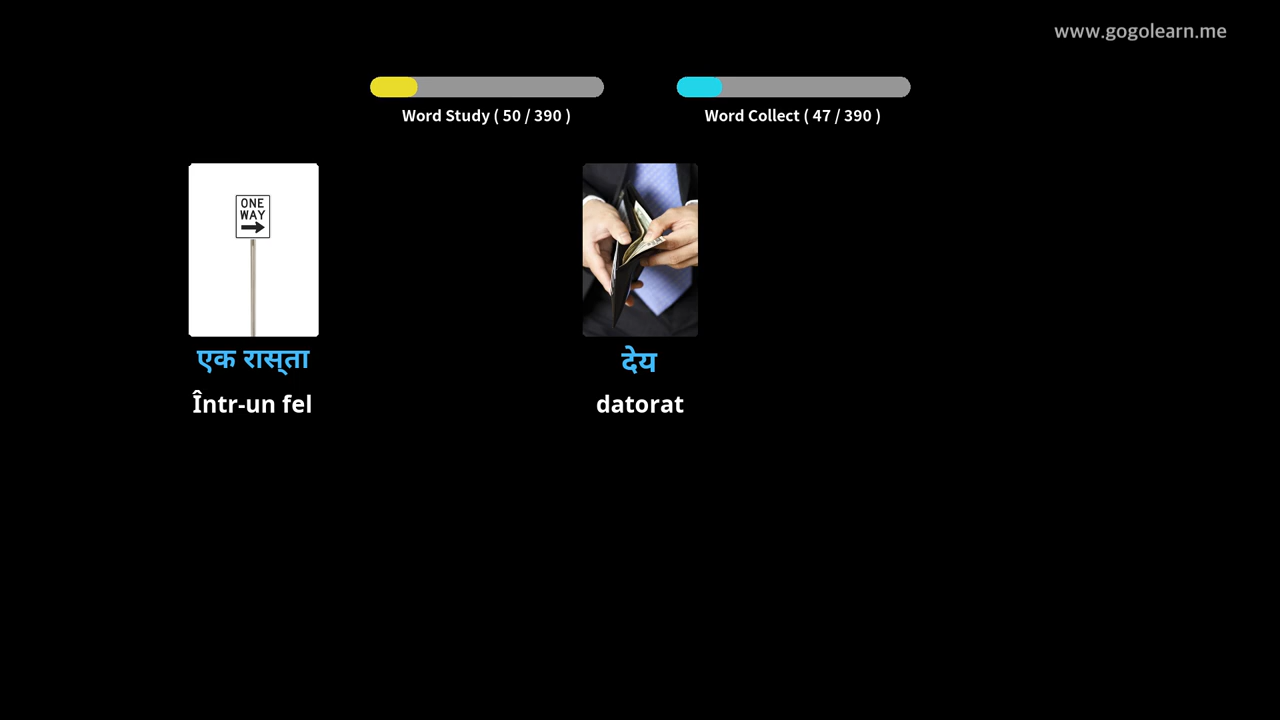 www.gogolearn.me
Word Study ( 50 / 390 )
Word Collect ( 47 / 390 )
ONE
WAY
एक रास्ता
देय
Într-un fel
datorat